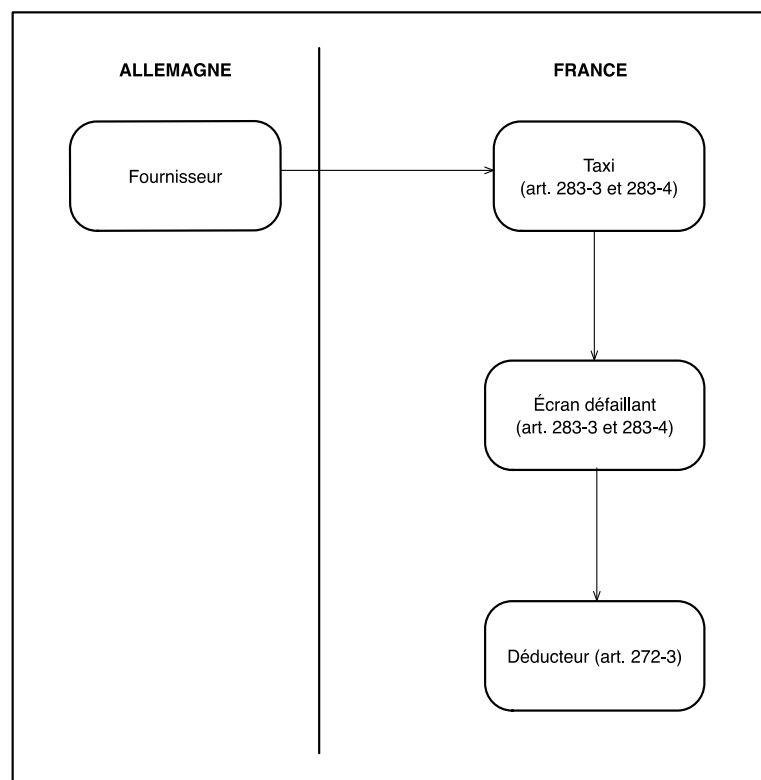 ALLEMAGNE
FRANCE
Fournisseur
Taxi
(art. 283-3 et 283-4)
Écran défaillant
(art. 283-3 et 283-4)
Déducteur (art. 272-3)